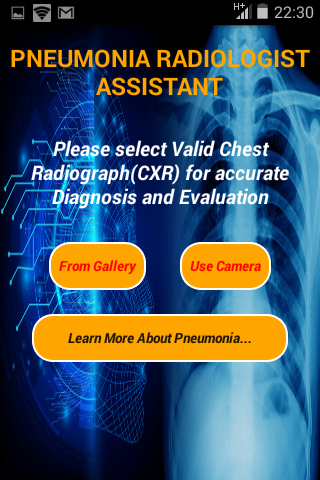 H+ 22:30
PNEUMONIA RADIOLOGIST
ASSISTANT
Please select Valid Chest
Radiograph(CXR) for accurate
Diagnosis and Evaluation
From Gallery
Use Camera
Learn More About Pneumonia...